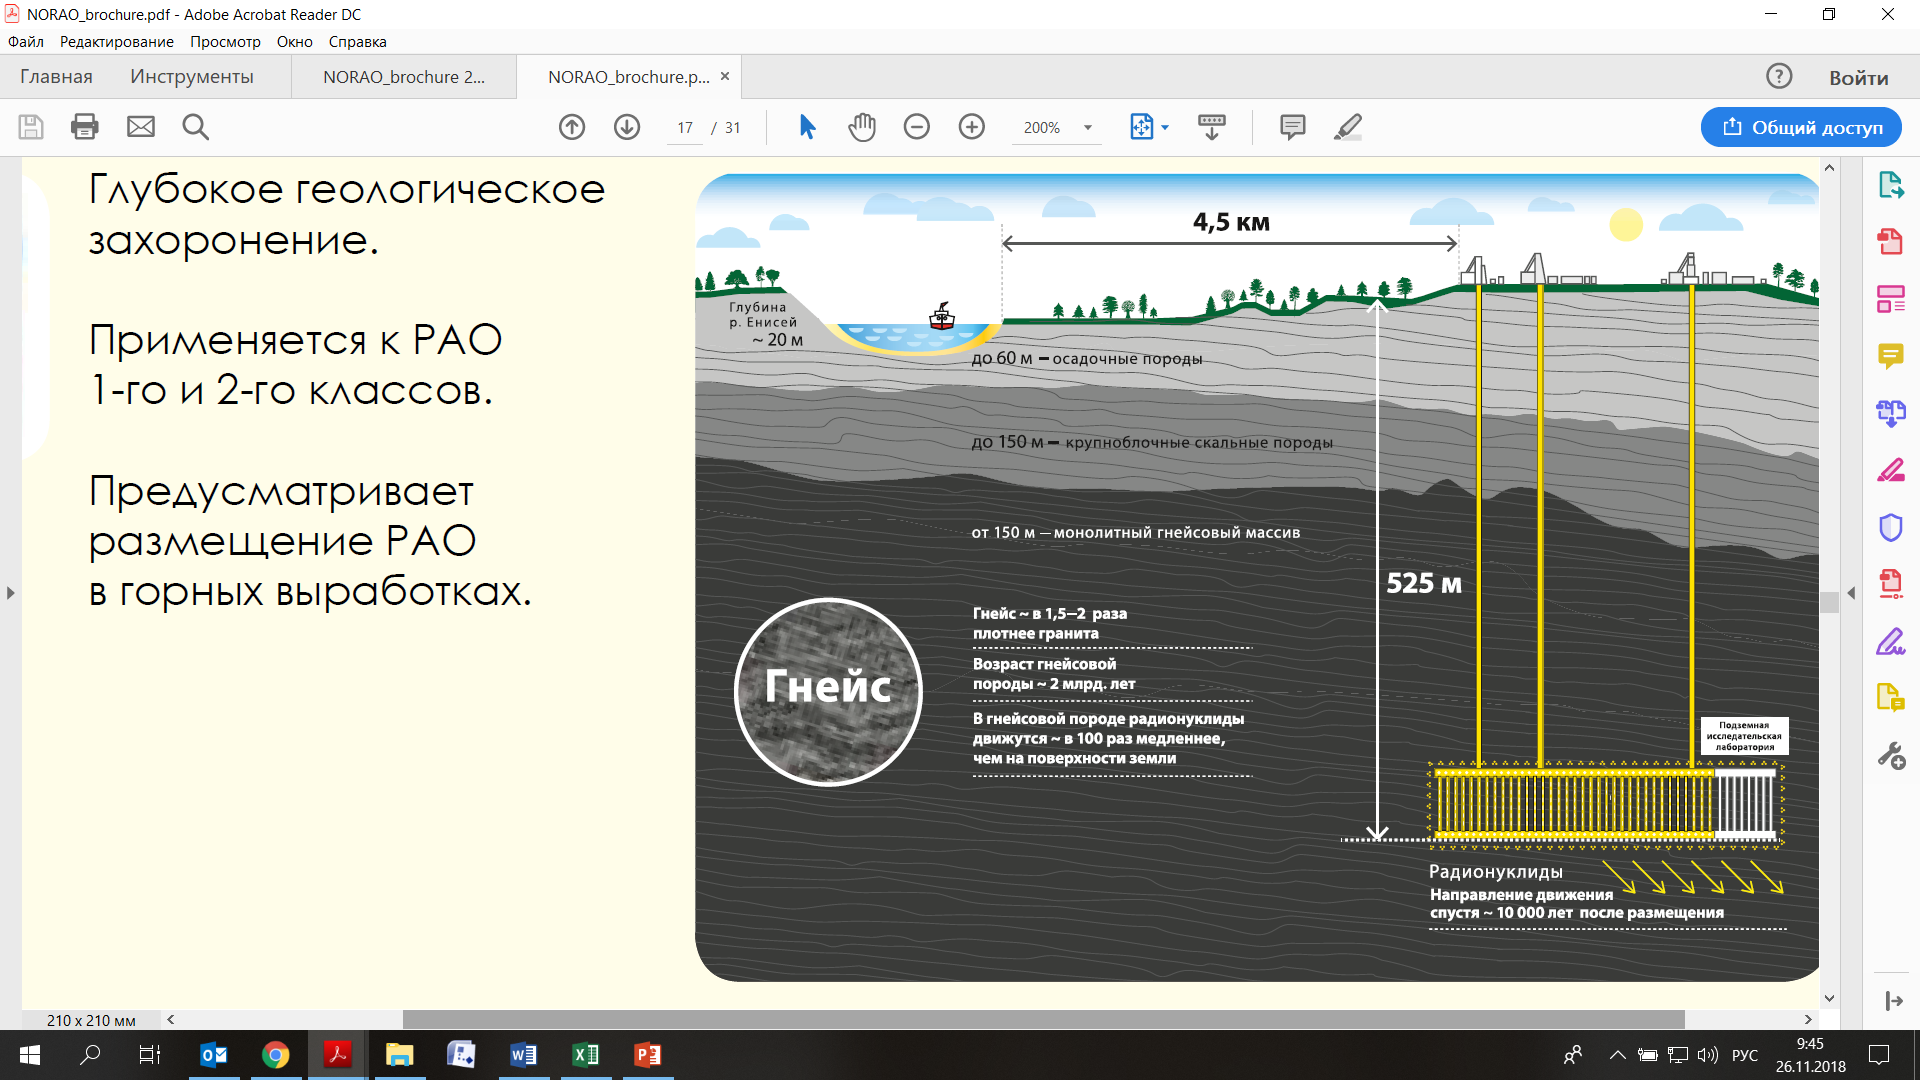 NORAO_brochure.pdf - Adobe Acrobat Reader DC
Файл Редактирование Просмотр Окно Справка
Главная Инструменты NORAO_brochure 2... NORAO_brochure.p... Войти
17 / 31 200% Общий доступ
Глубокое геологическое
захоронение.
Применяется к РАО
1-го и 2-го классов.
Предусматривает
размещение РАО
в горных выработках.
4,5 км
Глубина
р. Енисей
~ 20 м
до 60 м – осадочные породы
до 150 м – крупноблочные скальные породы
от 150 м — монолитный гнейсовый массив
525 м
Гнейс
Гнейс ~ в 1,5–2 раза
плотнее гранита
Возраст гнейсовой
породы ~ 2 млрд. лет
В гнейсовой породе радионуклиды
движутся ~ в 100 раз медленнее,
чем на поверхности земли
Подземная
исследательская
лаборатория
Радионуклиды
Направление движения
спустя ~ 10 000 лет после размещения
210 x 210 мм
РУС
9:45
26.11.2018